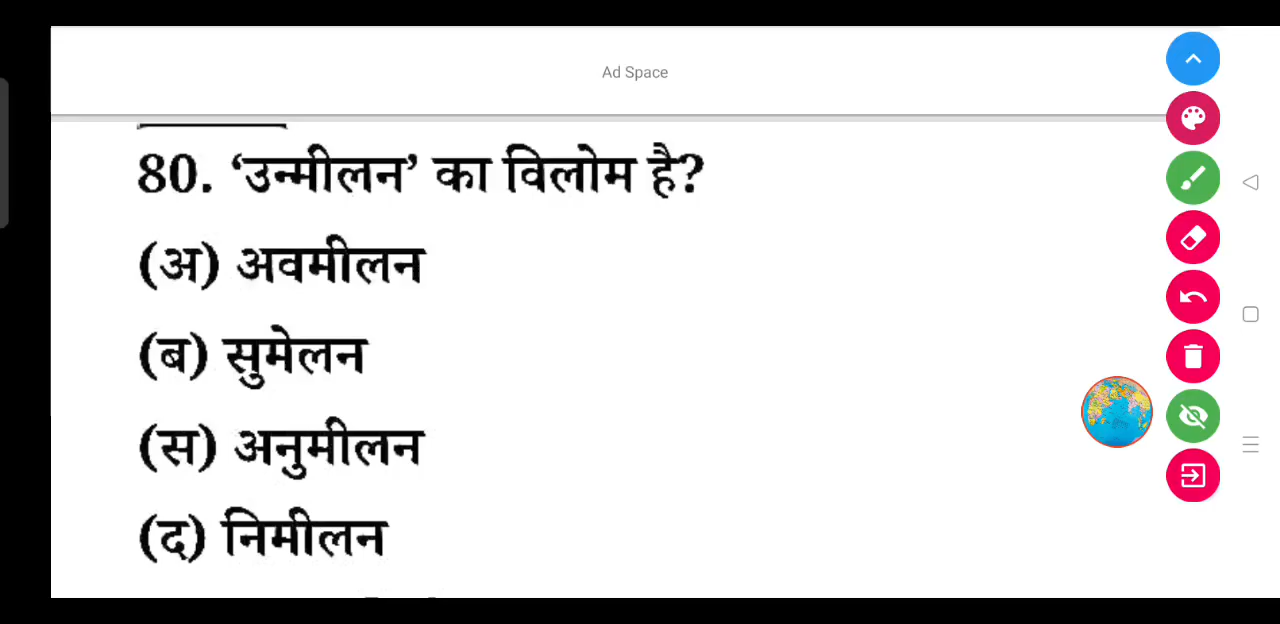 Ad Space
80. ‘उन्मीलन’ का विलोम है?
(अ) अवमीलन
(ब) सुमेलन
(स) अनुमीलन
(द) निमीलन